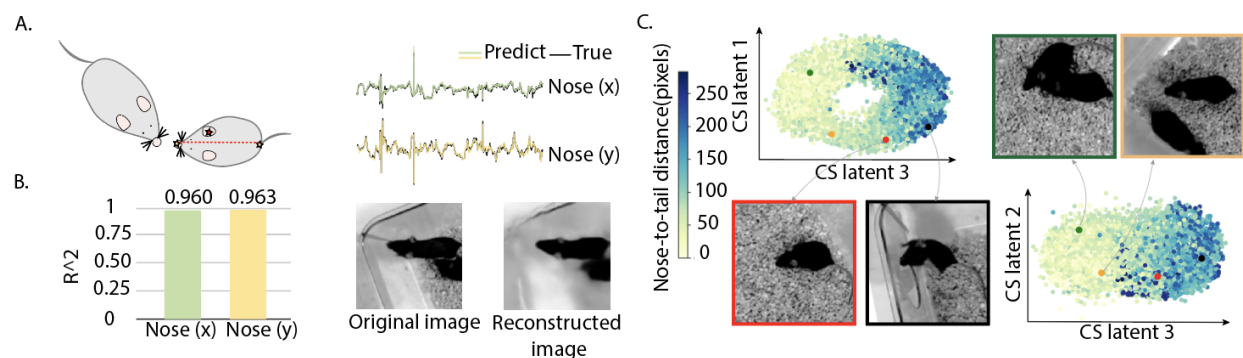 A.
Predict — True
Nose (x)
Nose (y)
B.
0.960
0.963
1
0.75
0.50
0.25
0
R^2
Nose (x)
Nose (y)
Original image
Reconstructed
image
C.
Nose-to-tail distance(pixels)
250
200
150
100
50
0
CS latent 1
CS latent 3
CS latent 2
CS latent 3